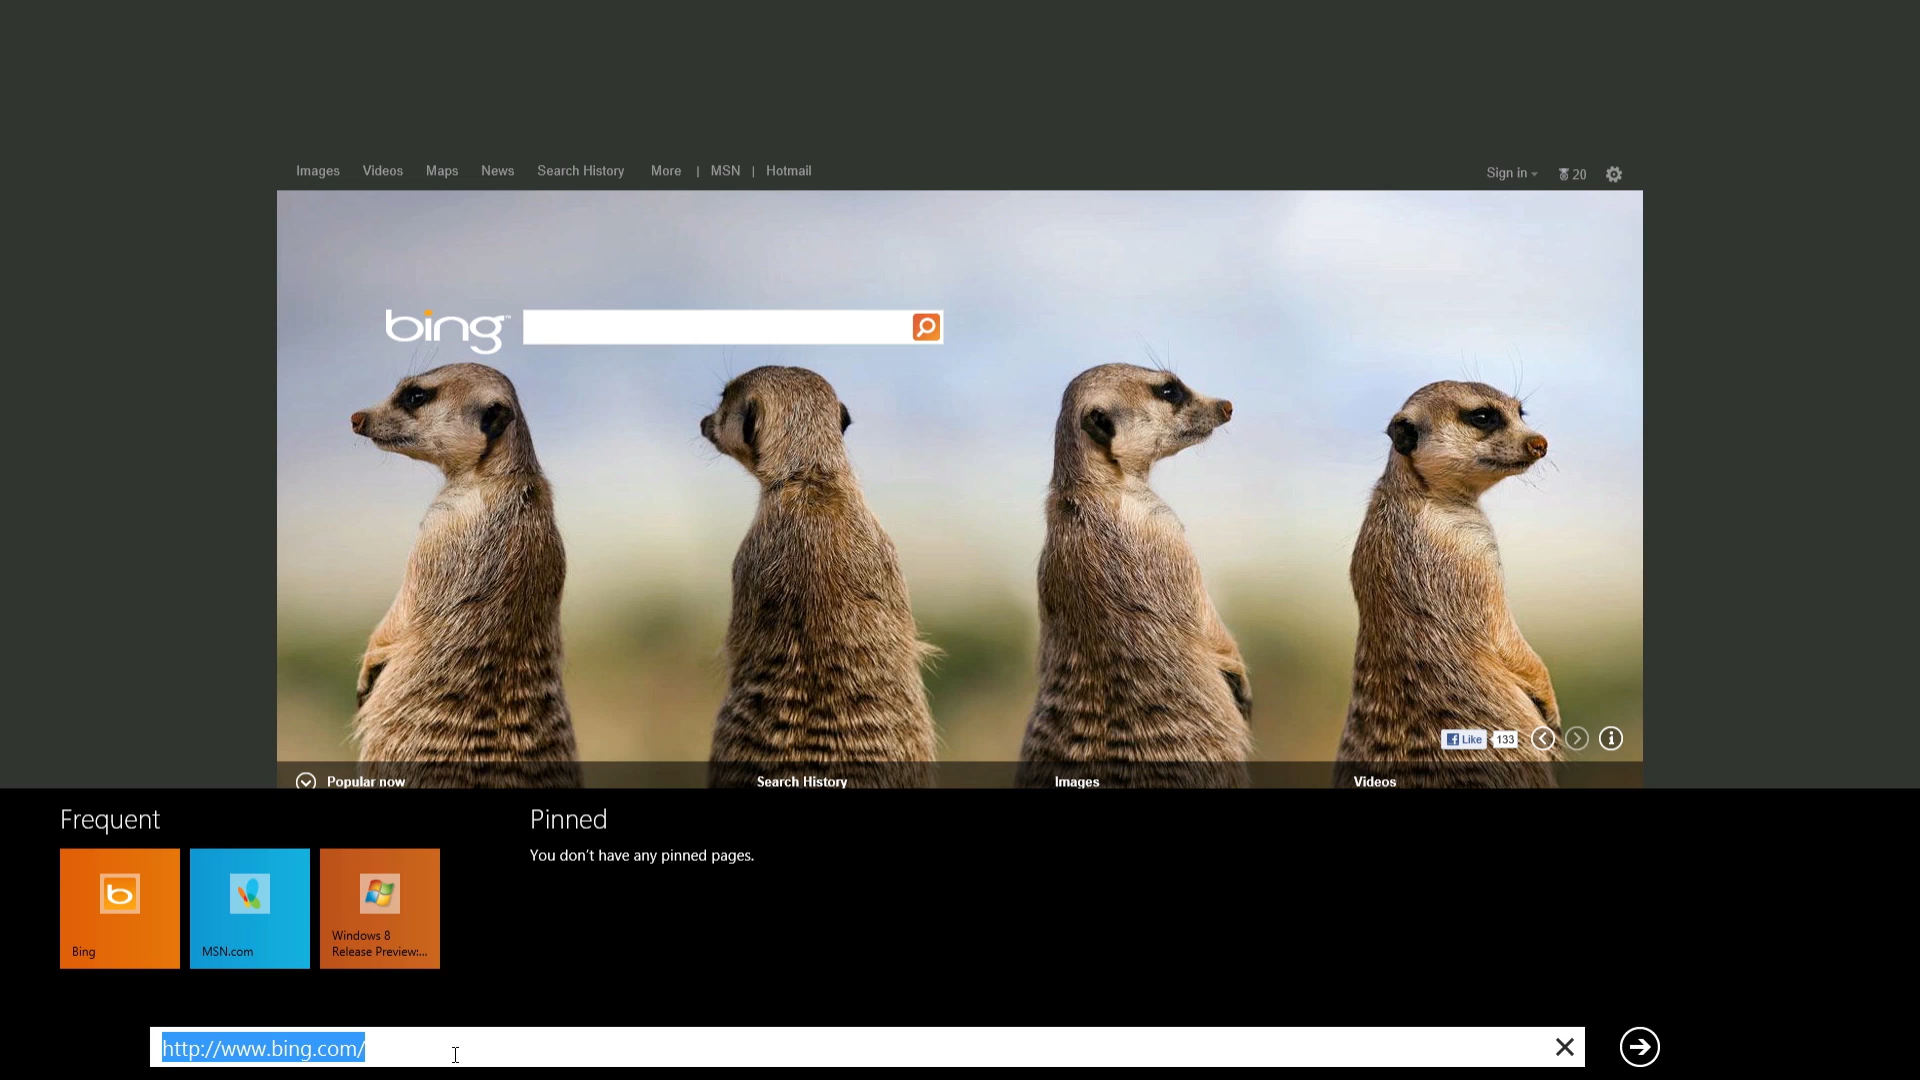 Images Videos Maps News Search History More | MSN | Hotmail
Sign in 20
bing™
Like 133
Popular now Search History Images Videos
Frequent
Pinned
You don't have any pinned pages.
Bing
MSN.com
Windows 8
Release Preview:...
http://www.bing.com/